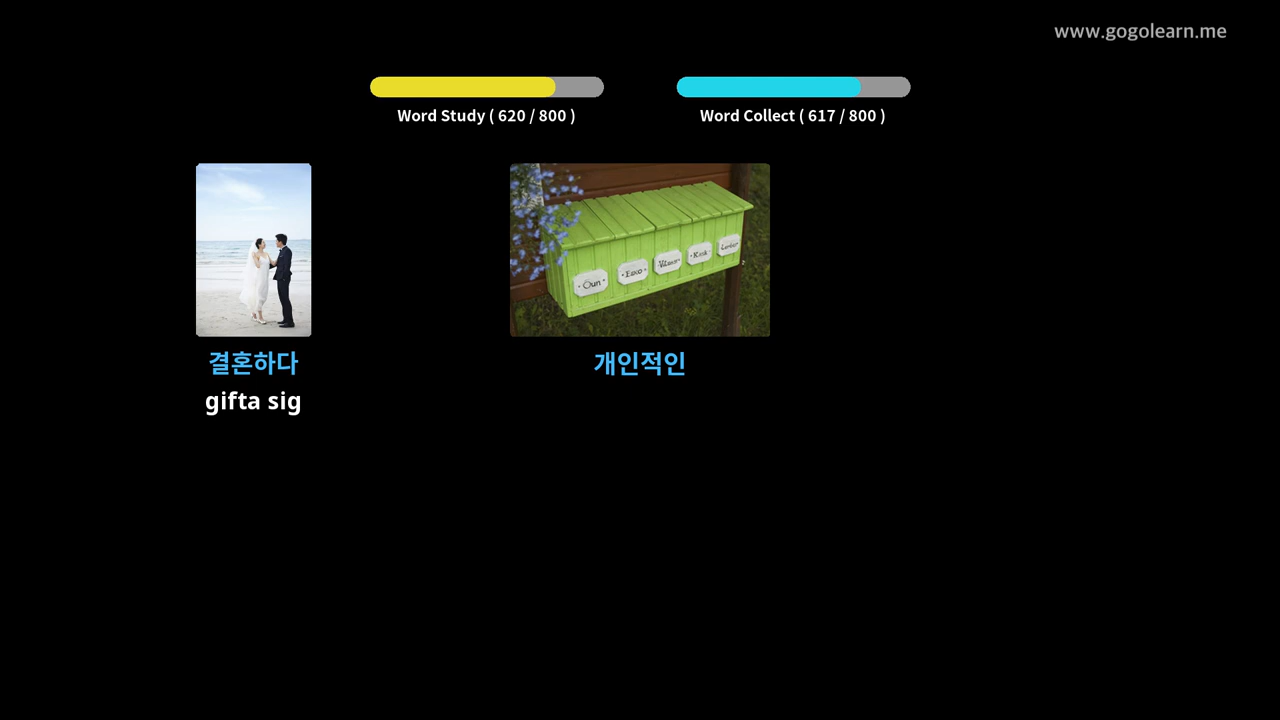 www.gogolearn.me
Word Study ( 620 / 800 )
Word Collect ( 617 / 800 )
Oun
결혼하다
개인적인
gifta sig